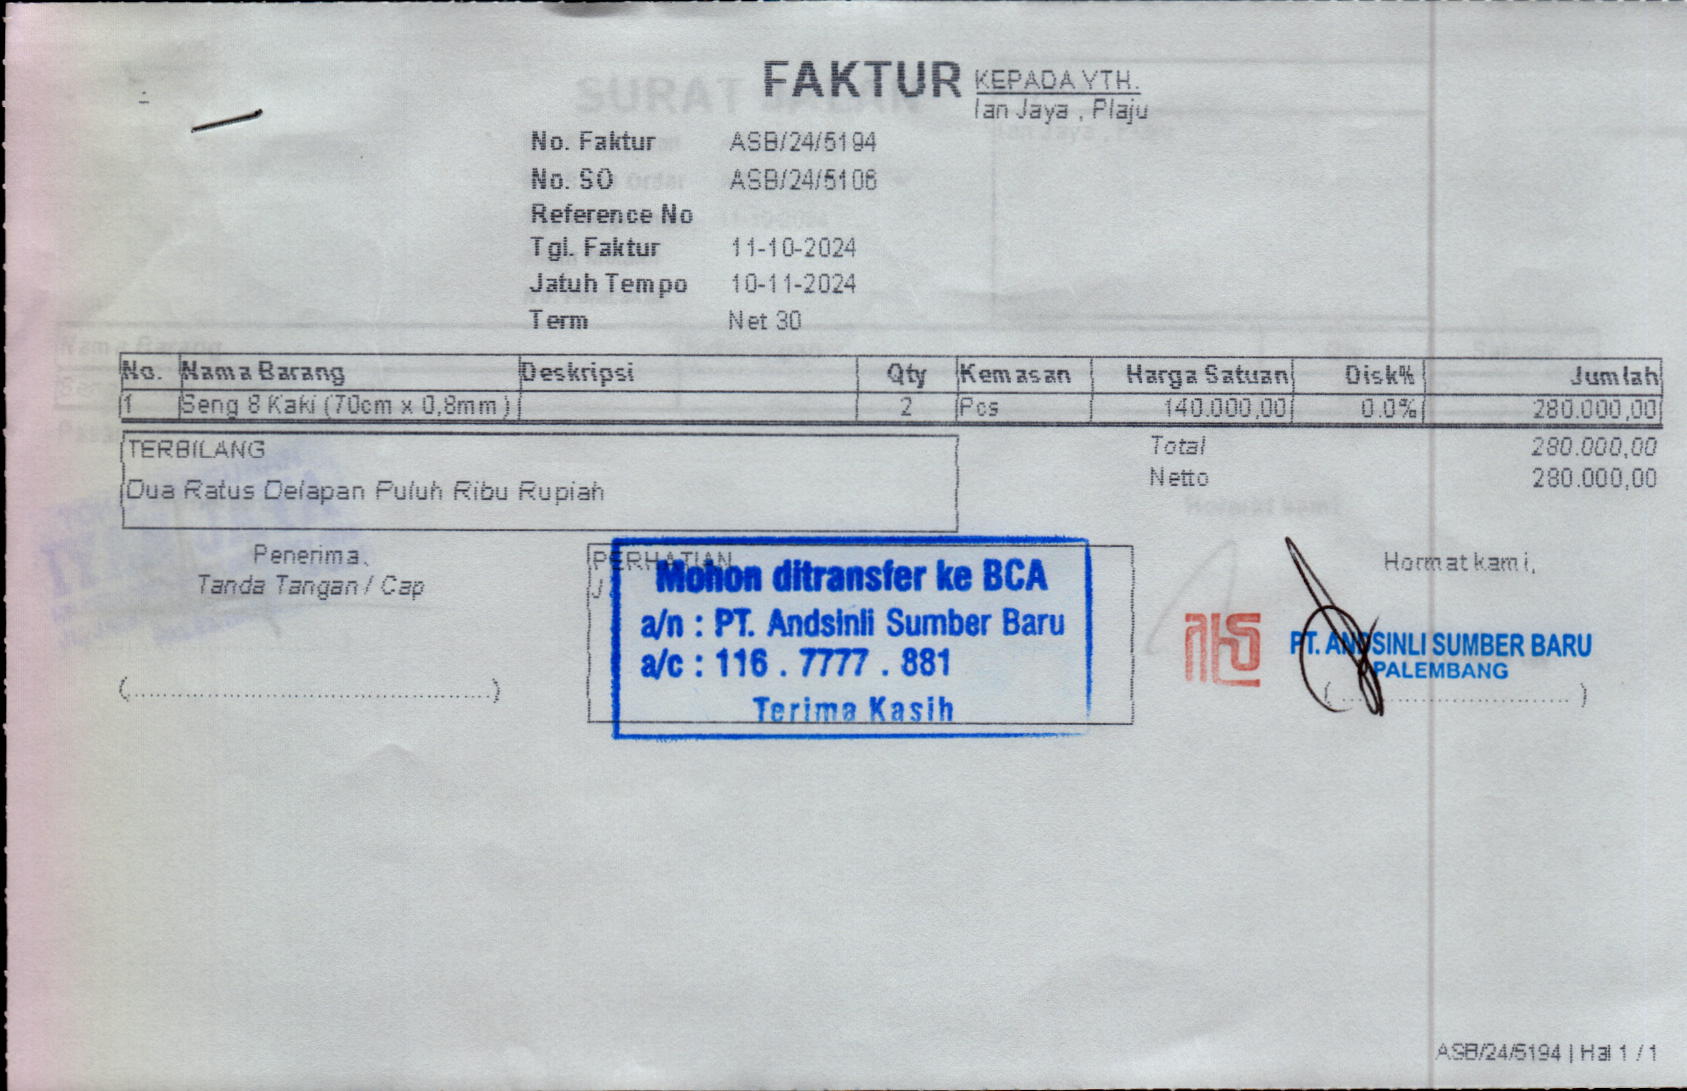 FAKTUR
KEPADA YTH.
Ian Jaya , Plaju
No. Faktur ASB/24/5194
No. SO ASB/24/5106
Reference No
Tgl. Faktur 11-10-2024
Jatuh Tempo 10-11-2024
Term Net 30
No. Nama Barang Deskripsi Qty Kemasan Harga Satuan Disk% Jumlah
1 Seng 8 Kaki (70cm x 0,8mm) 2 Pcs 140.000,00 0.0% 280.000,00
TERBILANG
Dua Ratus Delapan Puluh Ribu Rupiah
Total 280.000,00
Netto 280.000,00
Penerima,
Tanda Tangan / Cap
(........................................)
PERHATIAN
Mohon ditransfer ke BCA
a/n : PT. Andsinli Sumber Baru
a/c : 116 . 7777 . 881
Terima Kasih
Hormat kami,
PT. ANDSINLI SUMBER BARU
PALEMBANG
( .......................... )
ASB/24/5194 | Hal 1 / 1